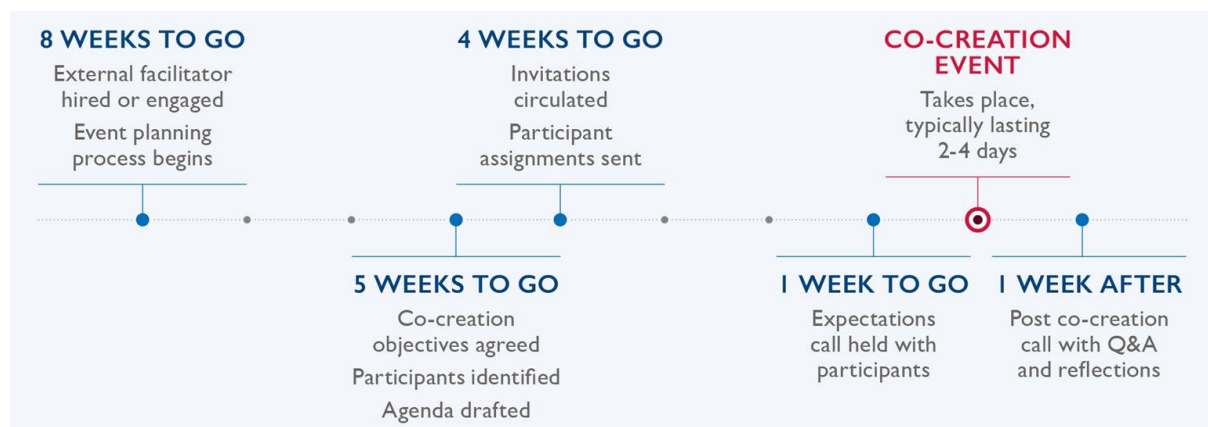 8 WEEKS TO GO
External facilitator
hired or engaged
Event planning
process begins
4 WEEKS TO GO
Invitations
circulated
Participant
assignments sent
CO-CREATION
EVENT
Takes place,
typically lasting
2-4 days
5 WEEKS TO GO
Co-creation
objectives agreed
Participants identified
Agenda drafted
1 WEEK TO GO
Expectations
call held with
participants
1 WEEK AFTER
Post co-creation
call with Q&A
and reflections